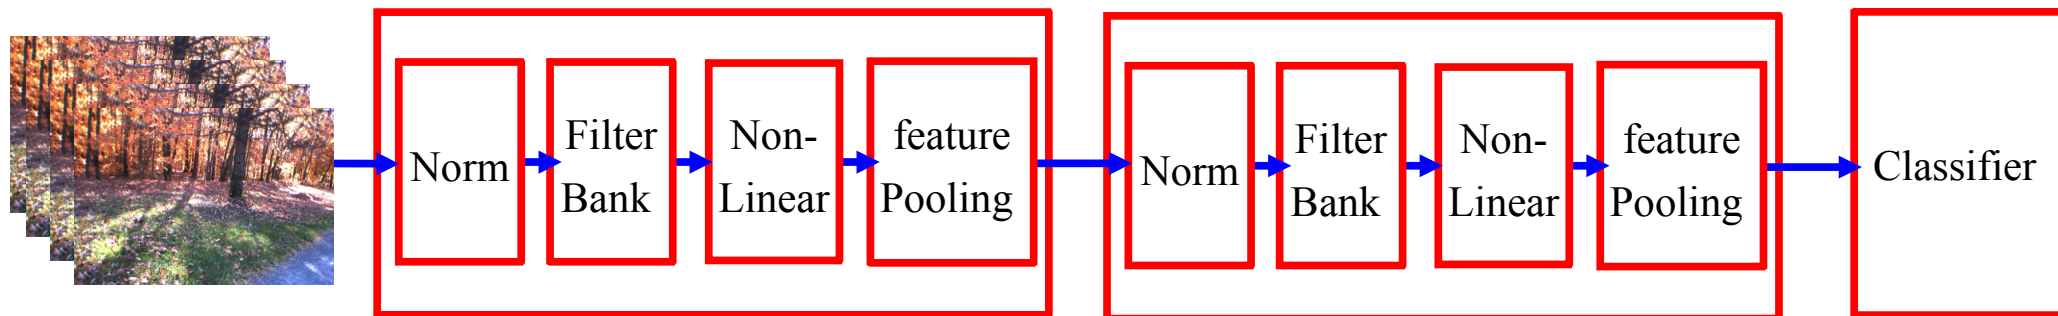 Norm
Filter
Bank
Non-
Linear
feature
Pooling
Norm
Filter
Bank
Non-
Linear
feature
Pooling
Classifier